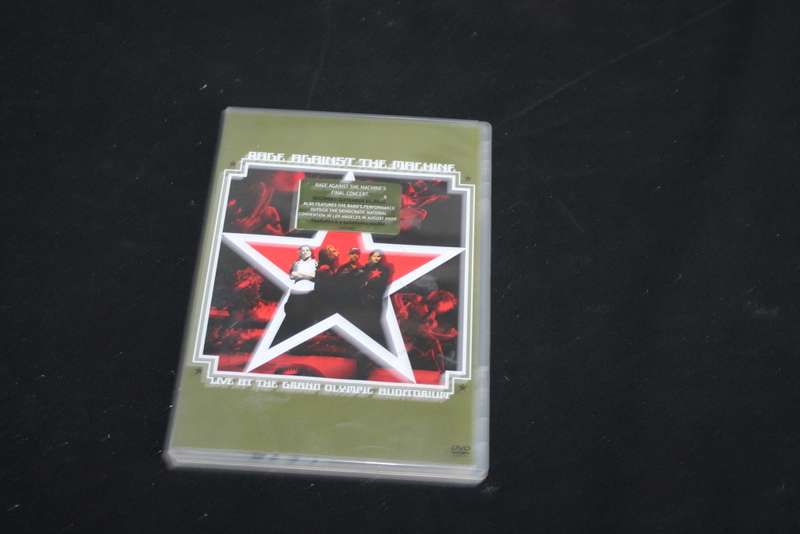 RAGE AGAINST THE MACHINE
RAGE AGAINST THE MACHINE'S
FINAL CONCERT
ALSO FEATURES THE BAND'S PERFORMANCE
OUTSIDE THE DEMOCRATIC NATIONAL
CONVENTION IN LOS ANGELES IN AUGUST 2000
LIVE AT THE GRAND OLYMPIC AUDITORIUM
DVD